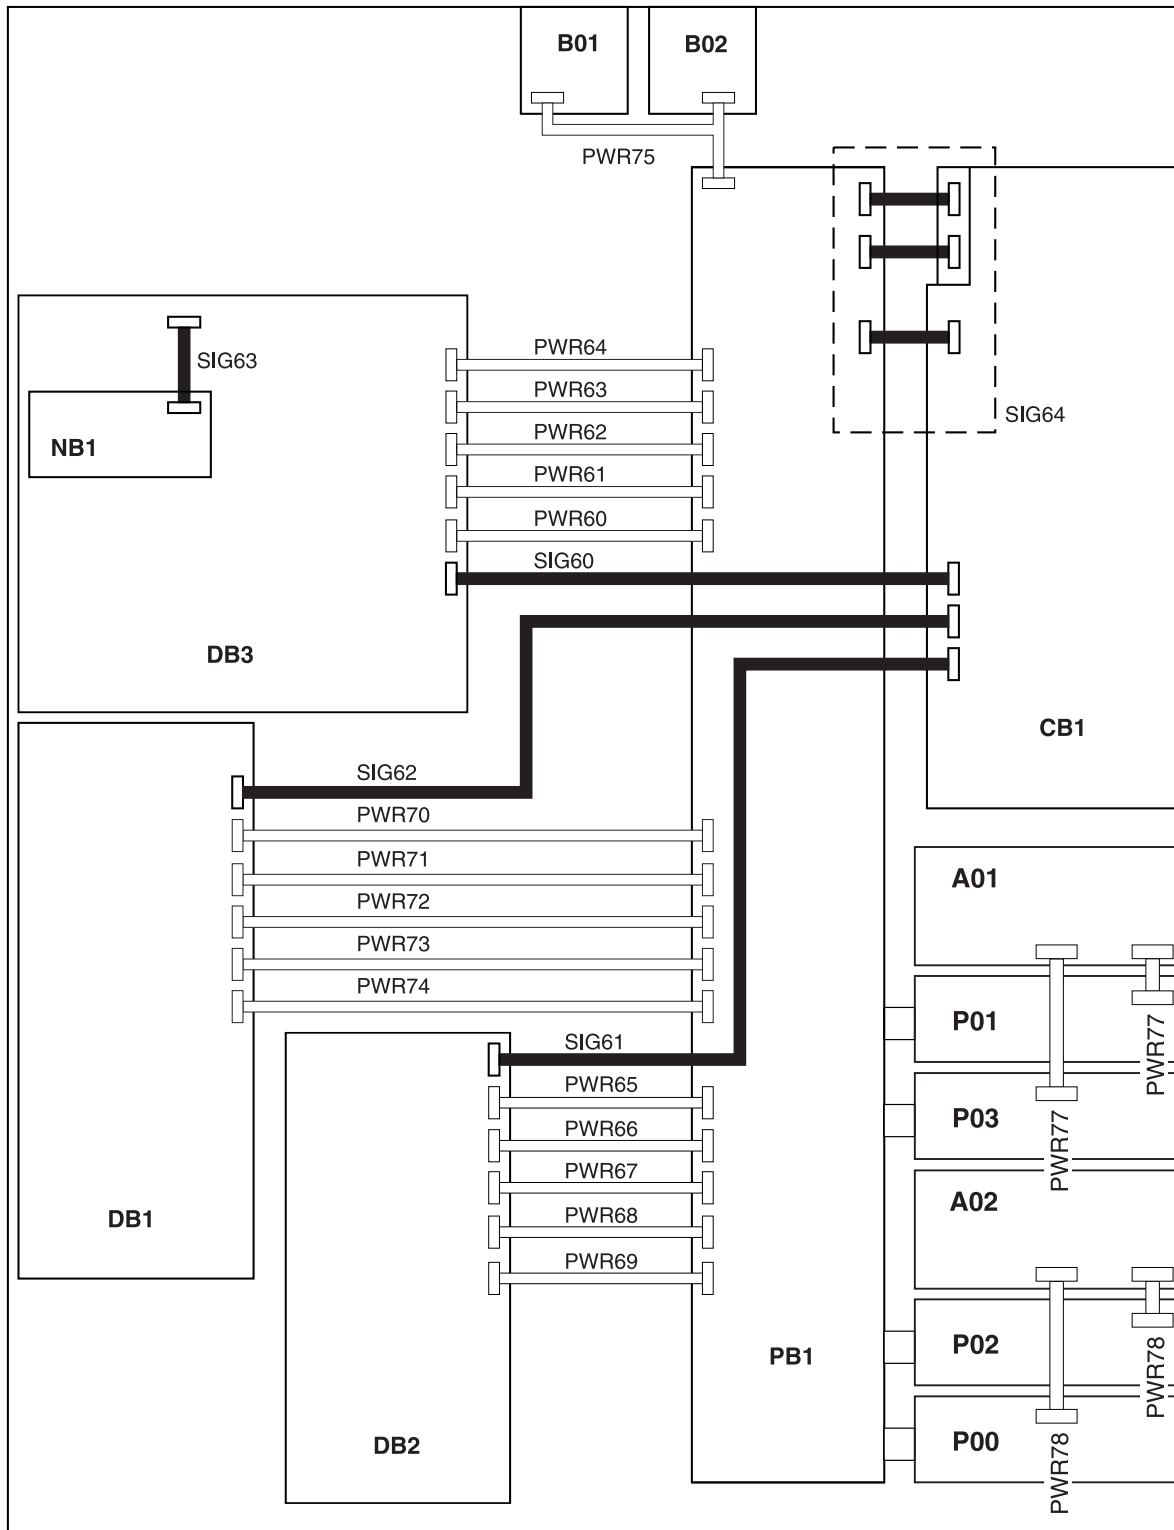 B01
B02
PWR75
SIG63
NB1
PWR64
PWR63
PWR62
PWR61
PWR60
SIG60
SIG64
DB3
CB1
SIG62
PWR70
PWR71
PWR72
PWR73
PWR74
A01
P01
PWR77
SIG61
PWR65
PWR66
PWR67
PWR68
PWR69
P03
PWR77
A02
DB1
PB1
P02
PWR78
DB2
P00
PWR78